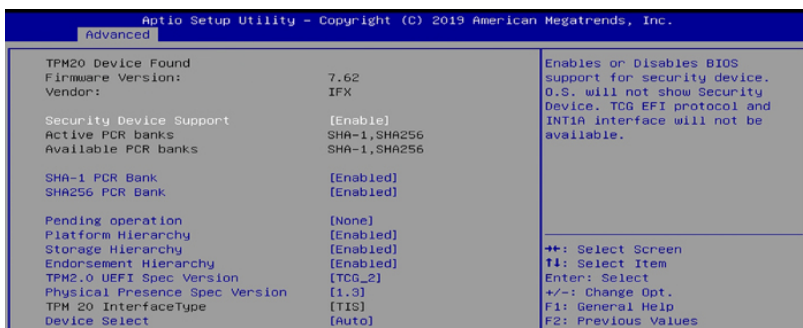 Aptio Setup Utility – Copyright (C) 2019 American Megatrends, Inc.
Advanced
TPM20 Device Found
Firmware Version: 7.62
Vendor: IFX
Security Device Support [Enable]
Active PCR banks SHA-1,SHA256
Available PCR banks SHA-1,SHA256
SHA-1 PCR Bank [Enabled]
SHA256 PCR Bank [Enabled]
Pending operation [None]
Platform Hierarchy [Enabled]
Storage Hierarchy [Enabled]
Endorsement Hierarchy [Enabled]
TPM2.0 UEFI Spec Version [TCG_2]
Physical Presence Spec Version [1.3]
TPM 20 InterfaceType [TIS]
Device Select [Auto]
Enables or Disables BIOS
support for security device.
O.S. will not show Security
Device. TCG EFI protocol and
INT1A interface will not be
available.
→←: Select Screen
↑↓: Select Item
Enter: Select
+/-: Change Opt.
F1: General Help
F2: Previous Values